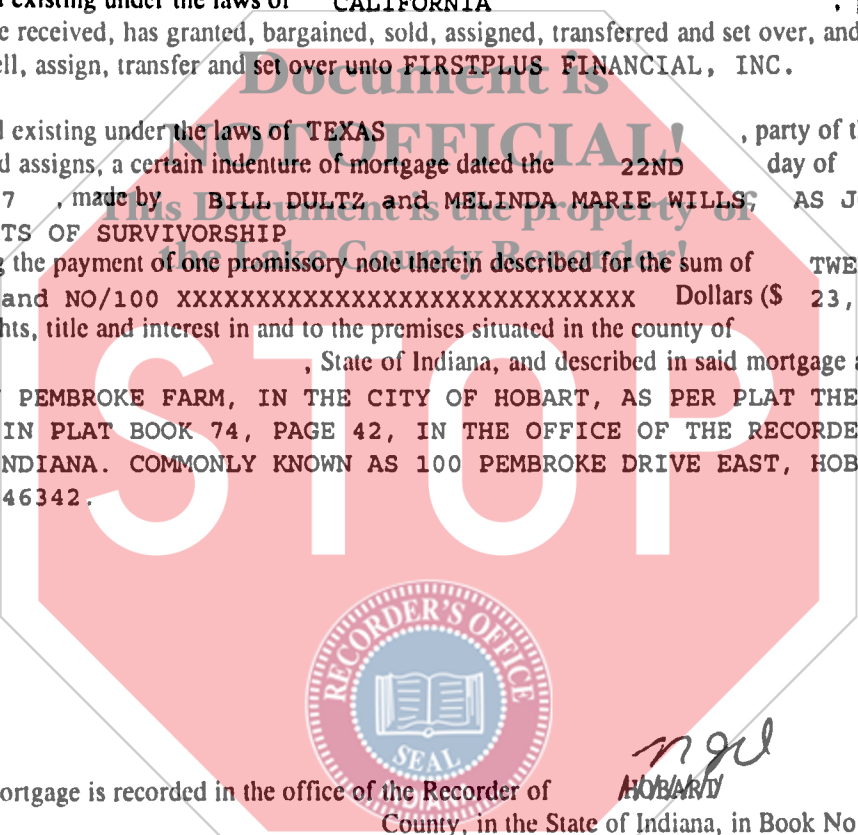 existing under the laws of CALIFORNIA ,
e received, has granted, bargained, sold, assigned, transferred and set over, and
ell, assign, transfer and set over unto FIRSTPLUS FINANCIAL, INC.
Document is
d existing under the laws of TEXAS , party of th
NOT OFFICIAL!
d assigns, a certain indenture of mortgage dated the 22ND day of
7 , made by BILL DULTZ and MELINDA MARIE WILLS, AS J
This Document is the property of
TS OF SURVIVORSHIP
the Lake County Recorder!
g the payment of one promissory note therein described for the sum of TWE
and NO/100 XXXXXXXXXXXXXXXXXXXXXXXXXXXXX Dollars ($ 23,
hts, title and interest in and to the premises situated in the county of
, State of Indiana, and described in said mortgage a
PEMBROKE FARM, IN THE CITY OF HOBART, AS PER PLAT THE
IN PLAT BOOK 74, PAGE 42, IN THE OFFICE OF THE RECORDE
NDIANA. COMMONLY KNOWN AS 100 PEMBROKE DRIVE EAST, HOB
46342.
STOP
RECORDER'S OFFICE
SEAL
ortgage is recorded in the office of the Recorder of HOBART
County, in the State of Indiana, in Book No